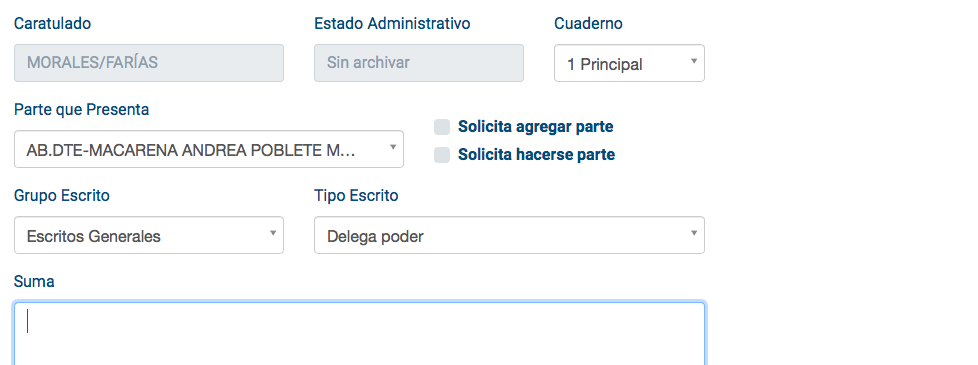 Caratulado Estado Administrativo Cuaderno
MORALES/FARÍAS Sin archivar 1 Principal
Parte que Presenta
AB.DTE-MACARENA ANDREA POBLETE M...
Solicita agregar parte
Solicita hacerse parte
Grupo Escrito Tipo Escrito
Escritos Generales Delega poder
Suma